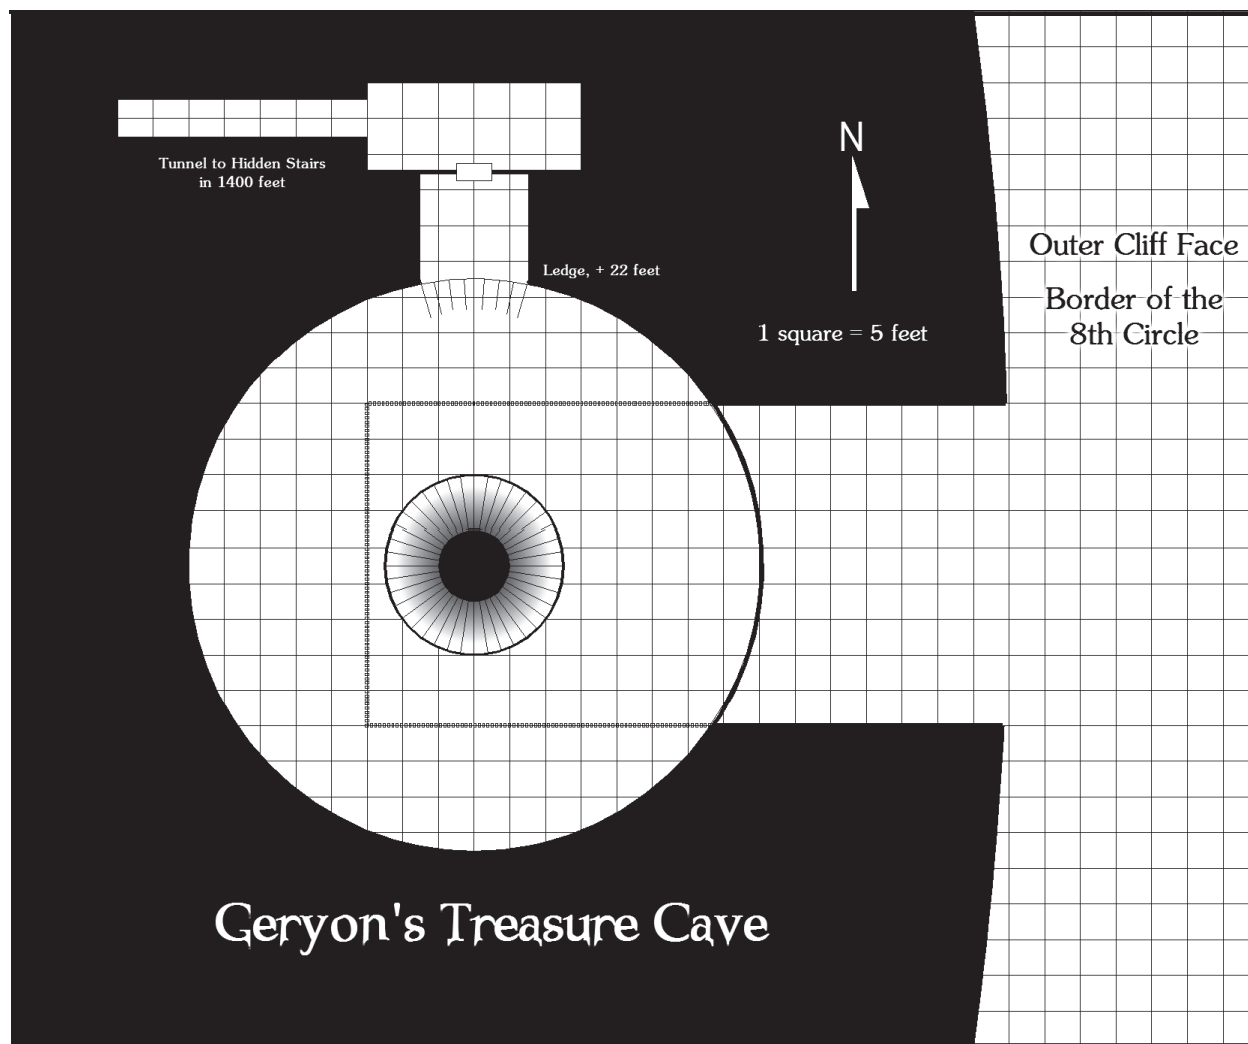 N
Tunnel to Hidden Stairs
in 1400 feet
Outer Cliff Face
Ledge, + 22 feet
Border of the
8th Circle
1 square = 5 feet
Geryon's Treasure Cave